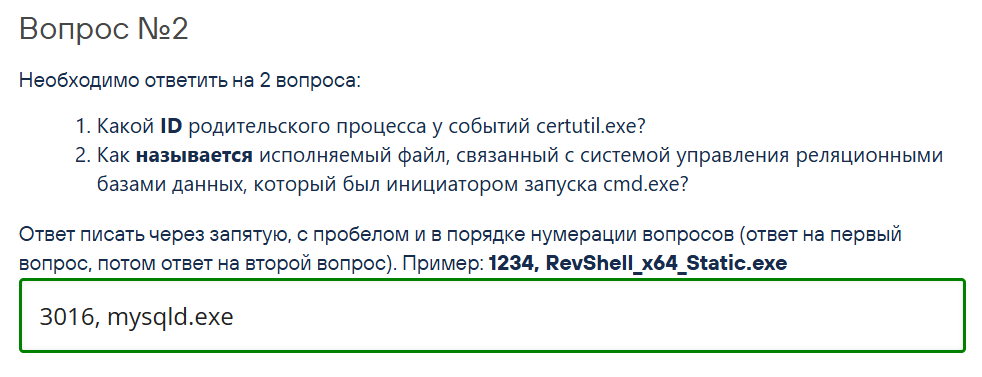 Вопрос №2
Необходимо ответить на 2 вопроса:
1. Какой ID родительского процесса у событий certutil.exe?
2. Как называется исполняемый файл, связанный с системой управления реляционными
базами данных, который был инициатором запуска cmd.exe?
Ответ писать через запятую, с пробелом и в порядке нумерации вопросов (ответ на первый
вопрос, потом ответ на второй вопрос). Пример: 1234, RevShell_x64_Static.exe
3016, mysqld.exe